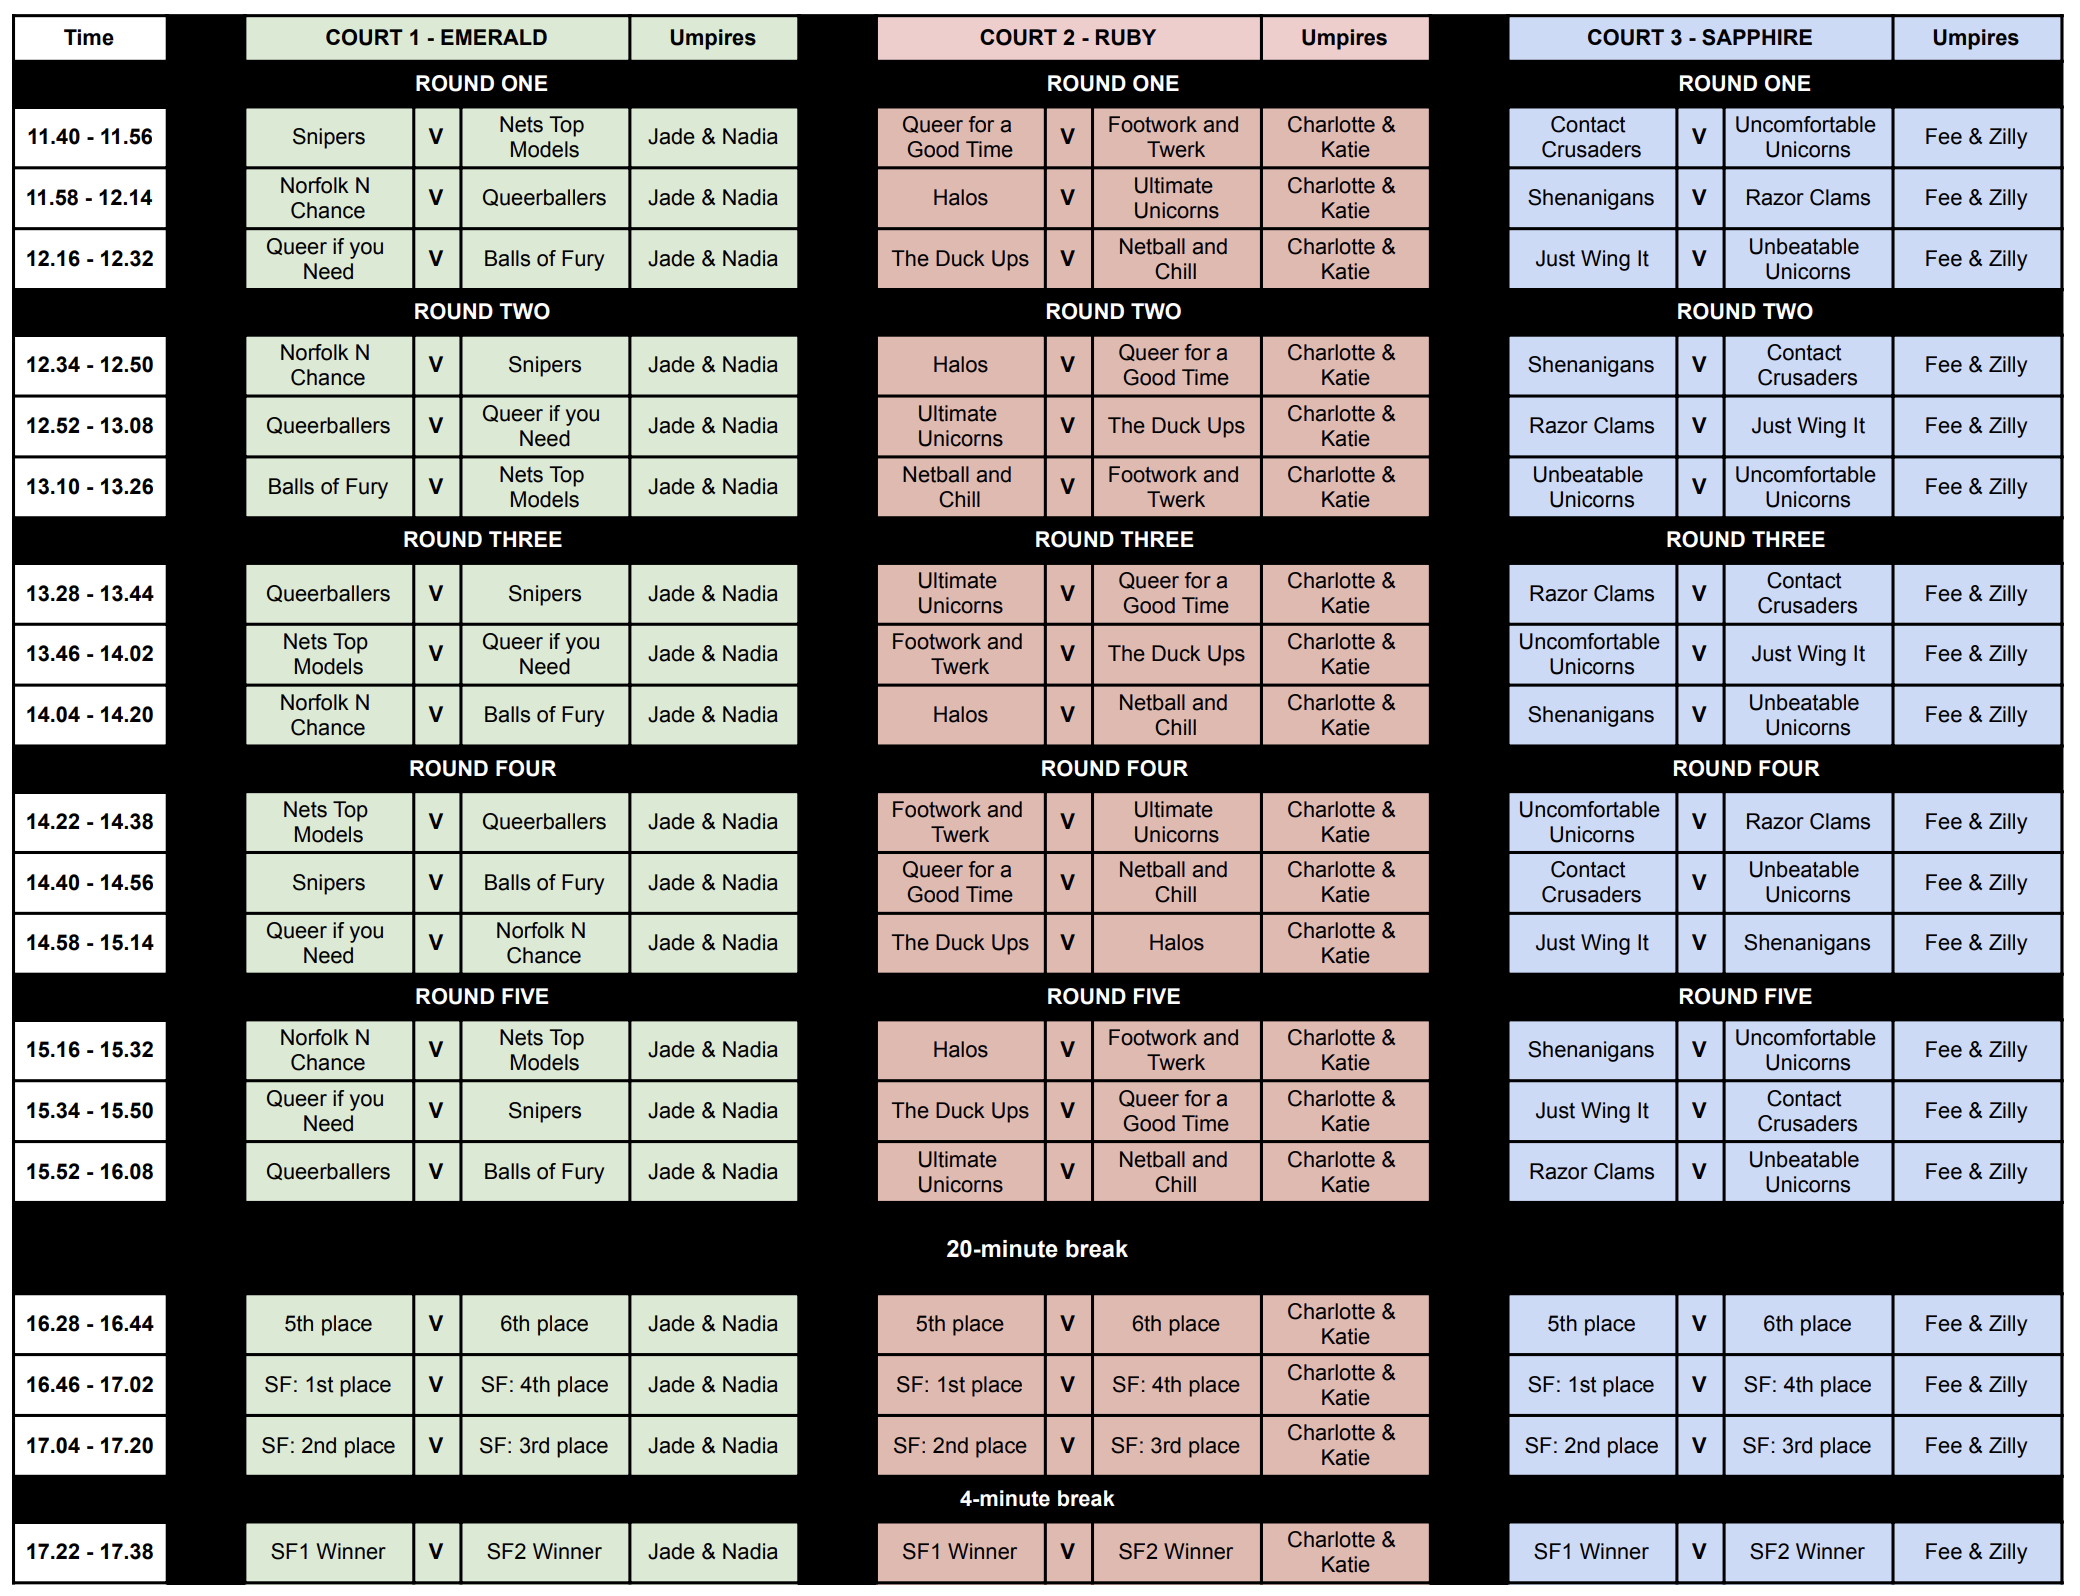 Time COURT 1 - EMERALD Umpires COURT 2 - RUBY Umpires COURT 3 - SAPPHIRE Umpires
ROUND ONE ROUND ONE ROUND ONE
11.40 - 11.56 Snipers V Nets Top Models Jade & Nadia Queer for a Good Time V Footwork and Twerk Charlotte & Katie Contact Crusaders V Uncomfortable Unicorns Fee & Zilly
11.58 - 12.14 Norfolk N Chance V Queerballers Jade & Nadia Halos V Ultimate Unicorns Charlotte & Katie Shenanigans V Razor Clams Fee & Zilly
12.16 - 12.32 Queer if you Need V Balls of Fury Jade & Nadia The Duck Ups V Netball and Chill Charlotte & Katie Just Wing It V Unbeatable Unicorns Fee & Zilly
ROUND TWO ROUND TWO ROUND TWO
12.34 - 12.50 Norfolk N Chance V Snipers Jade & Nadia Halos V Queer for a Good Time Charlotte & Katie Shenanigans V Contact Crusaders Fee & Zilly
12.52 - 13.08 Queerballers V Queer if you Need Jade & Nadia Ultimate Unicorns V The Duck Ups Charlotte & Katie Razor Clams V Just Wing It Fee & Zilly
13.10 - 13.26 Balls of Fury V Nets Top Models Jade & Nadia Netball and Chill V Footwork and Twerk Charlotte & Katie Unbeatable Unicorns V Uncomfortable Unicorns Fee & Zilly
ROUND THREE ROUND THREE ROUND THREE
13.28 - 13.44 Queerballers V Snipers Jade & Nadia Ultimate Unicorns V Queer for a Good Time Charlotte & Katie Razor Clams V Contact Crusaders Fee & Zilly
13.46 - 14.02 Nets Top Models V Queer if you Need Jade & Nadia Footwork and Twerk V The Duck Ups Charlotte & Katie Uncomfortable Unicorns V Just Wing It Fee & Zilly
14.04 - 14.20 Norfolk N Chance V Balls of Fury Jade & Nadia Halos V Netball and Chill Charlotte & Katie Shenanigans V Unbeatable Unicorns Fee & Zilly
ROUND FOUR ROUND FOUR ROUND FOUR
14.22 - 14.38 Nets Top Models V Queerballers Jade & Nadia Footwork and Twerk V Ultimate Unicorns Charlotte & Katie Uncomfortable Unicorns V Razor Clams Fee & Zilly
14.40 - 14.56 Snipers V Balls of Fury Jade & Nadia Queer for a Good Time V Netball and Chill Charlotte & Katie Contact Crusaders V Unbeatable Unicorns Fee & Zilly
14.58 - 15.14 Queer if you Need V Norfolk N Chance Jade & Nadia The Duck Ups V Halos Charlotte & Katie Just Wing It V Shenanigans Fee & Zilly
ROUND FIVE ROUND FIVE ROUND FIVE
15.16 - 15.32 Norfolk N Chance V Nets Top Models Jade & Nadia Halos V Footwork and Twerk Charlotte & Katie Shenanigans V Uncomfortable Unicorns Fee & Zilly
15.34 - 15.50 Queer if you Need V Snipers Jade & Nadia The Duck Ups V Queer for a Good Time Charlotte & Katie Just Wing It V Contact Crusaders Fee & Zilly
15.52 - 16.08 Queerballers V Balls of Fury Jade & Nadia Ultimate Unicorns V Netball and Chill Charlotte & Katie Razor Clams V Unbeatable Unicorns Fee & Zilly
20-minute break
16.28 - 16.44 5th place V 6th place Jade & Nadia 5th place V 6th place Charlotte & Katie 5th place V 6th place Fee & Zilly
16.46 - 17.02 SF: 1st place V SF: 4th place Jade & Nadia SF: 1st place V SF: 4th place Charlotte & Katie SF: 1st place V SF: 4th place Fee & Zilly
17.04 - 17.20 SF: 2nd place V SF: 3rd place Jade & Nadia SF: 2nd place V SF: 3rd place Charlotte & Katie SF: 2nd place V SF: 3rd place Fee & Zilly
4-minute break
17.22 - 17.38 SF1 Winner V SF2 Winner Jade & Nadia SF1 Winner V SF2 Winner Charlotte & Katie SF1 Winner V SF2 Winner Fee & Zilly